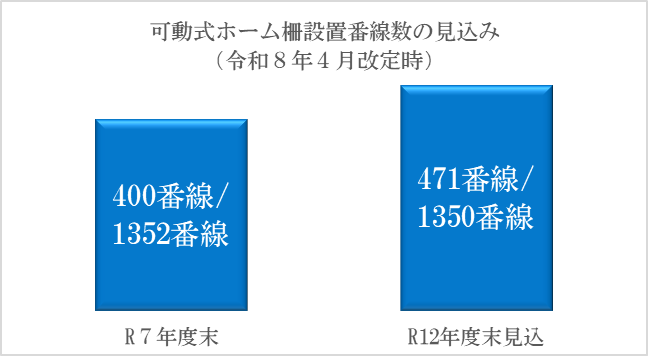 可動式ホーム柵設置番線数の見込み
（令和８年４月改定時）
400番線/
1352番線
471番線/
1350番線
R７年度末
R12年度末見込